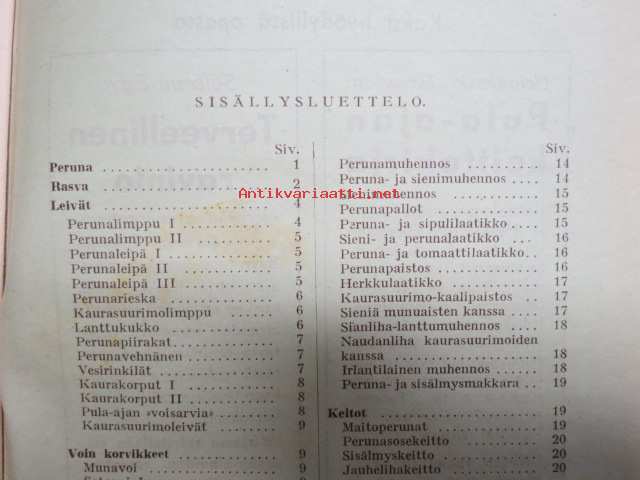 SISÄLLYSLUETTELO.
Siv.
Peruna 1
Rasva 2
Leivät 4
Perunalimppu I 4
Perunalimppu II 5
Perunaleipä I 5
Perunaleipä II 5
Perunaleipä III 5
Perunarieska 6
Kaurasuurimolimppu 6
Lanttukukko 6
Perunapiirakat 7
Perunavehnänen 7
Vesirinkilät 7
Kaurakorput I 8
Kaurakorput II 8
Pula-ajan »voisarvia» 8
Kaurasuurimoleivät 9
Voin korvikkeet 9
Munavoi 9
Siv.
Perunamuhennos 14
Peruna- ja sienimuhennos 14
Sienimuhennos 15
Perunapallot 15
Peruna- ja sipulilaatikko 15
Sieni- ja perunalaatikko 16
Peruna- ja tomaattilaatikko 16
Perunapaistos 16
Herkkulaatikko 17
Kaurasuurimo-kaalipaistos 17
Sieniä munuaisten kanssa 17
Sianliha-lanttumuhennos 18
Naudanliha kaurasuurimoiden
kanssa 18
Irlantilainen muhennos 18
Peruna- ja sisälmysmakkara 19
Keitot 19
Maitoperunat 19
Perunasosekeitto 20
Sisälmyskeitto 20
Jauhelihakeitto 20
Antikvariaatti.net